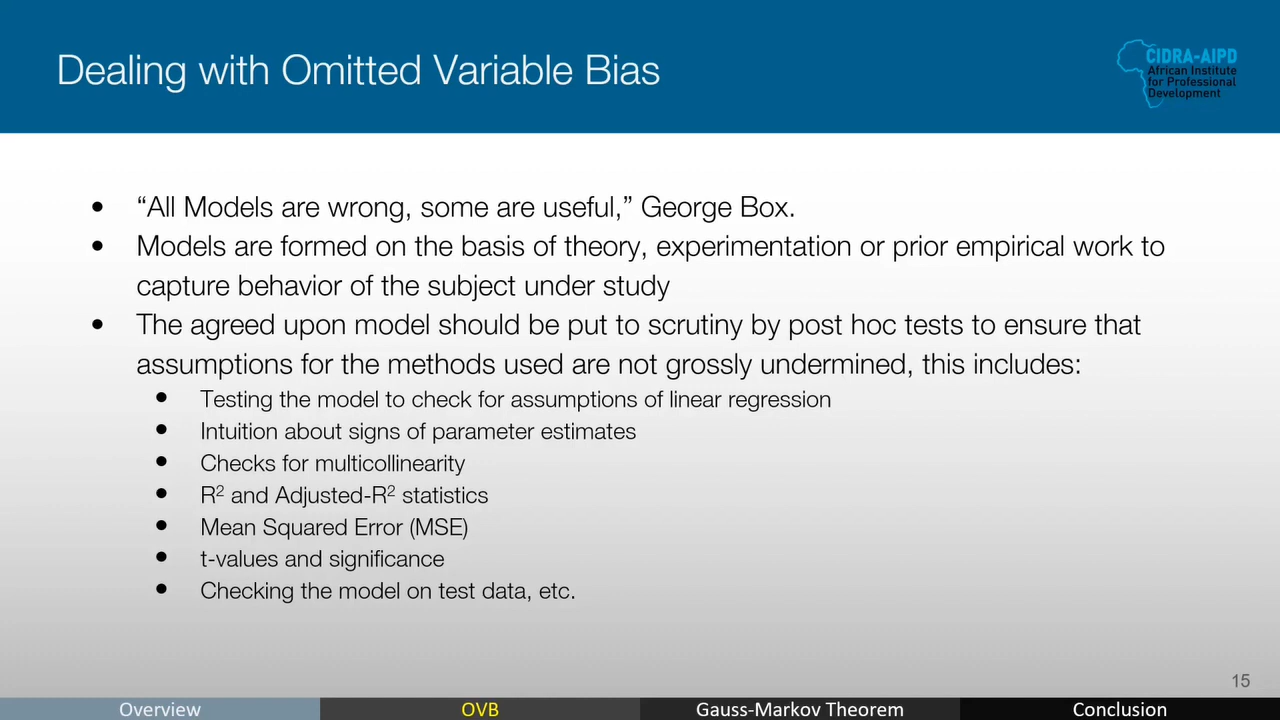 Dealing with Omitted Variable Bias
CIDRA-AIPD
African Institute
for Professional
Development
• “All Models are wrong, some are useful,” George Box.
• Models are formed on the basis of theory, experimentation or prior empirical work to
capture behavior of the subject under study
• The agreed upon model should be put to scrutiny by post hoc tests to ensure that
assumptions for the methods used are not grossly undermined, this includes:
• Testing the model to check for assumptions of linear regression
• Intuition about signs of parameter estimates
• Checks for multicollinearity
• R² and Adjusted-R² statistics
• Mean Squared Error (MSE)
• t-values and significance
• Checking the model on test data, etc.
15
Overview OVB Gauss-Markov Theorem Conclusion